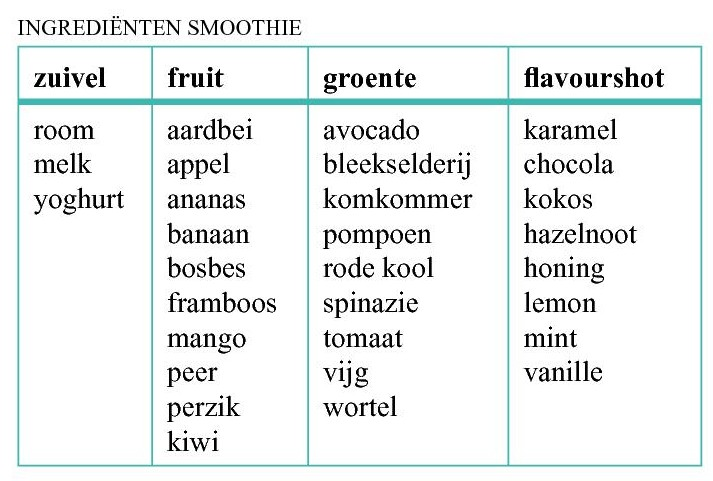 INGREDIËNTEN SMOOTHIE
zuivel fruit groente flavourshot
room aardbei avocado karamel
melk appel bleekselderij chocola
yoghurt ananas komkommer kokos
banaan pompoen hazelnoot
bosbes rode kool honing
framboos spinazie lemon
mango tomaat mint
peer vijg vanille
perzik wortel
kiwi